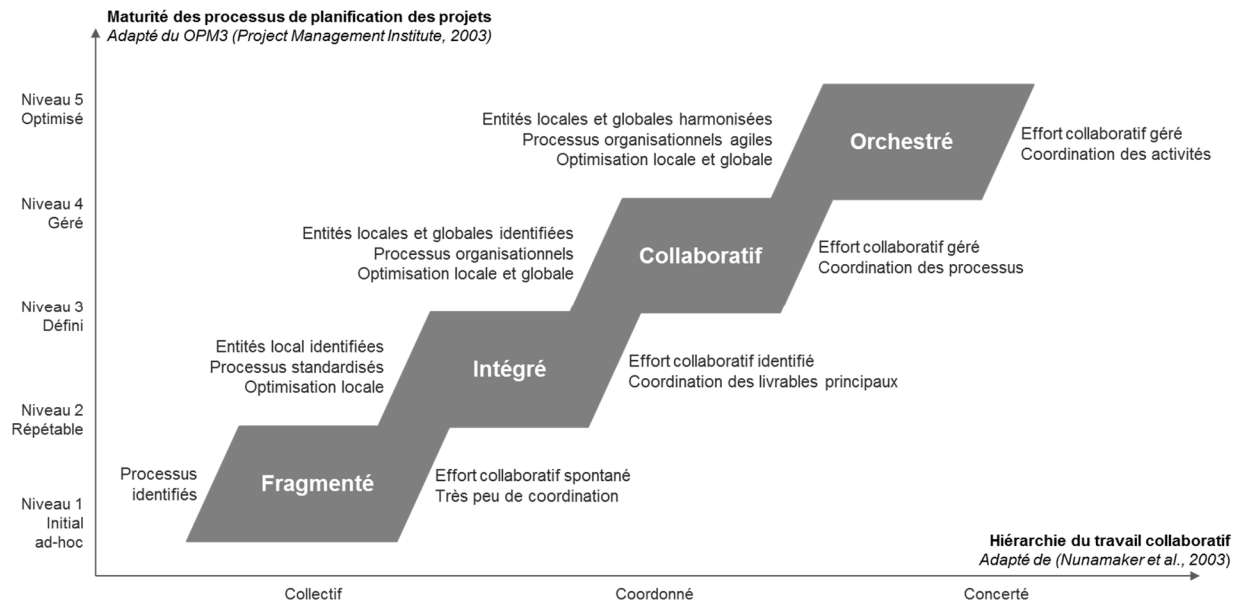 Maturité des processus de planification des projets
Adapté du OPM3 (Project Management Institute, 2003)
Niveau 5
Optimisé
Entités locales et globales harmonisées
Processus organisationnels agiles
Optimisation locale et globale
Orchestré
Effort collaboratif géré
Coordination des activités
Niveau 4
Géré
Entités locales et globales identifiées
Processus organisationnels
Optimisation locale et globale
Collaboratif
Effort collaboratif géré
Coordination des processus
Niveau 3
Défini
Entités local identifiées
Processus standardisés
Optimisation locale
Intégré
Effort collaboratif identifié
Coordination des livrables principaux
Niveau 2
Répétable
Processus
identifiés
Fragmenté
Effort collaboratif spontané
Très peu de coordination
Niveau 1
Initial
ad-hoc
Hiérarchie du travail collaboratif
Adapté de (Nunamaker et al., 2003)
Collectif
Coordonné
Concerté